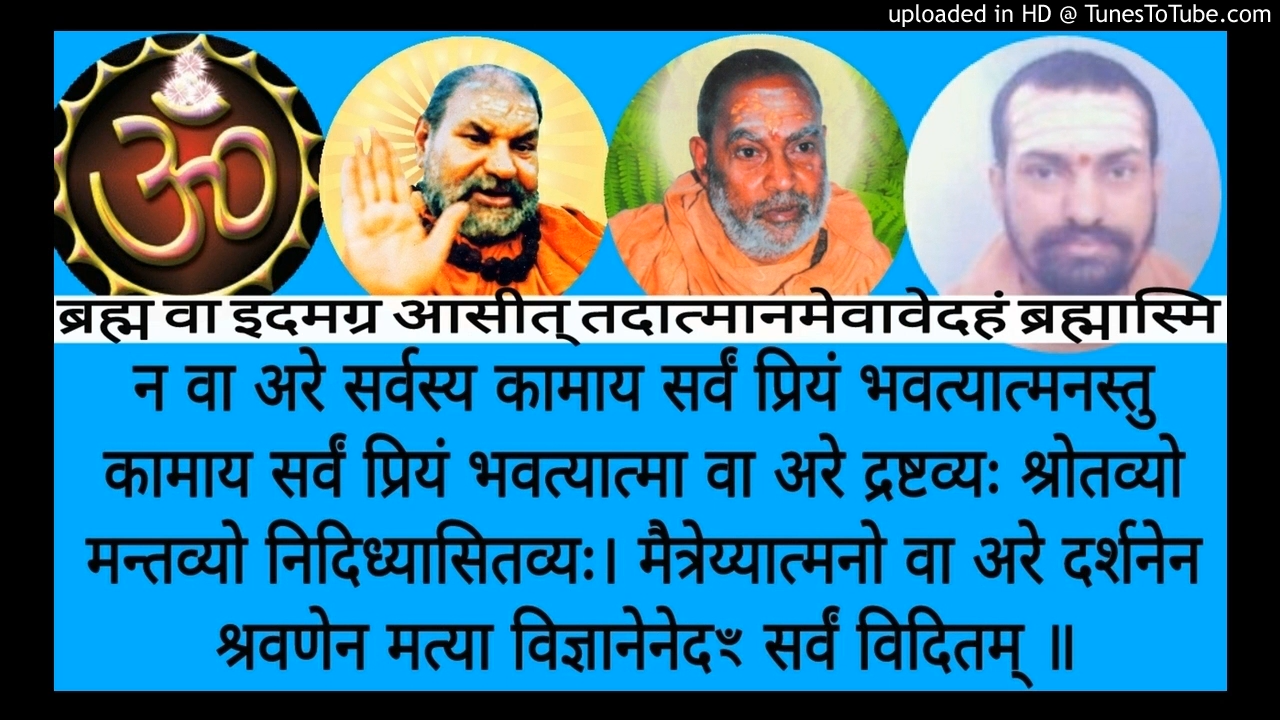 uploaded in HD @ TunesToTube.com
ॐ
ब्रह्म वा इदमग्र आसीत् तदात्मानमेवावेदहं ब्रह्मास्मि
न वा अरे सर्वस्य कामाय सर्वं प्रियं भवत्यात्मनस्तु
कामाय सर्वं प्रियं भवत्यात्मा वा अरे द्रष्टव्यः श्रोतव्यो
मन्तव्यो निदिध्यासितव्यः। मैत्रेय्यात्मनो वा अरे दर्शनेन
श्रवणेन मत्या विज्ञानेनेदꣳ सर्वं विदितम् ॥